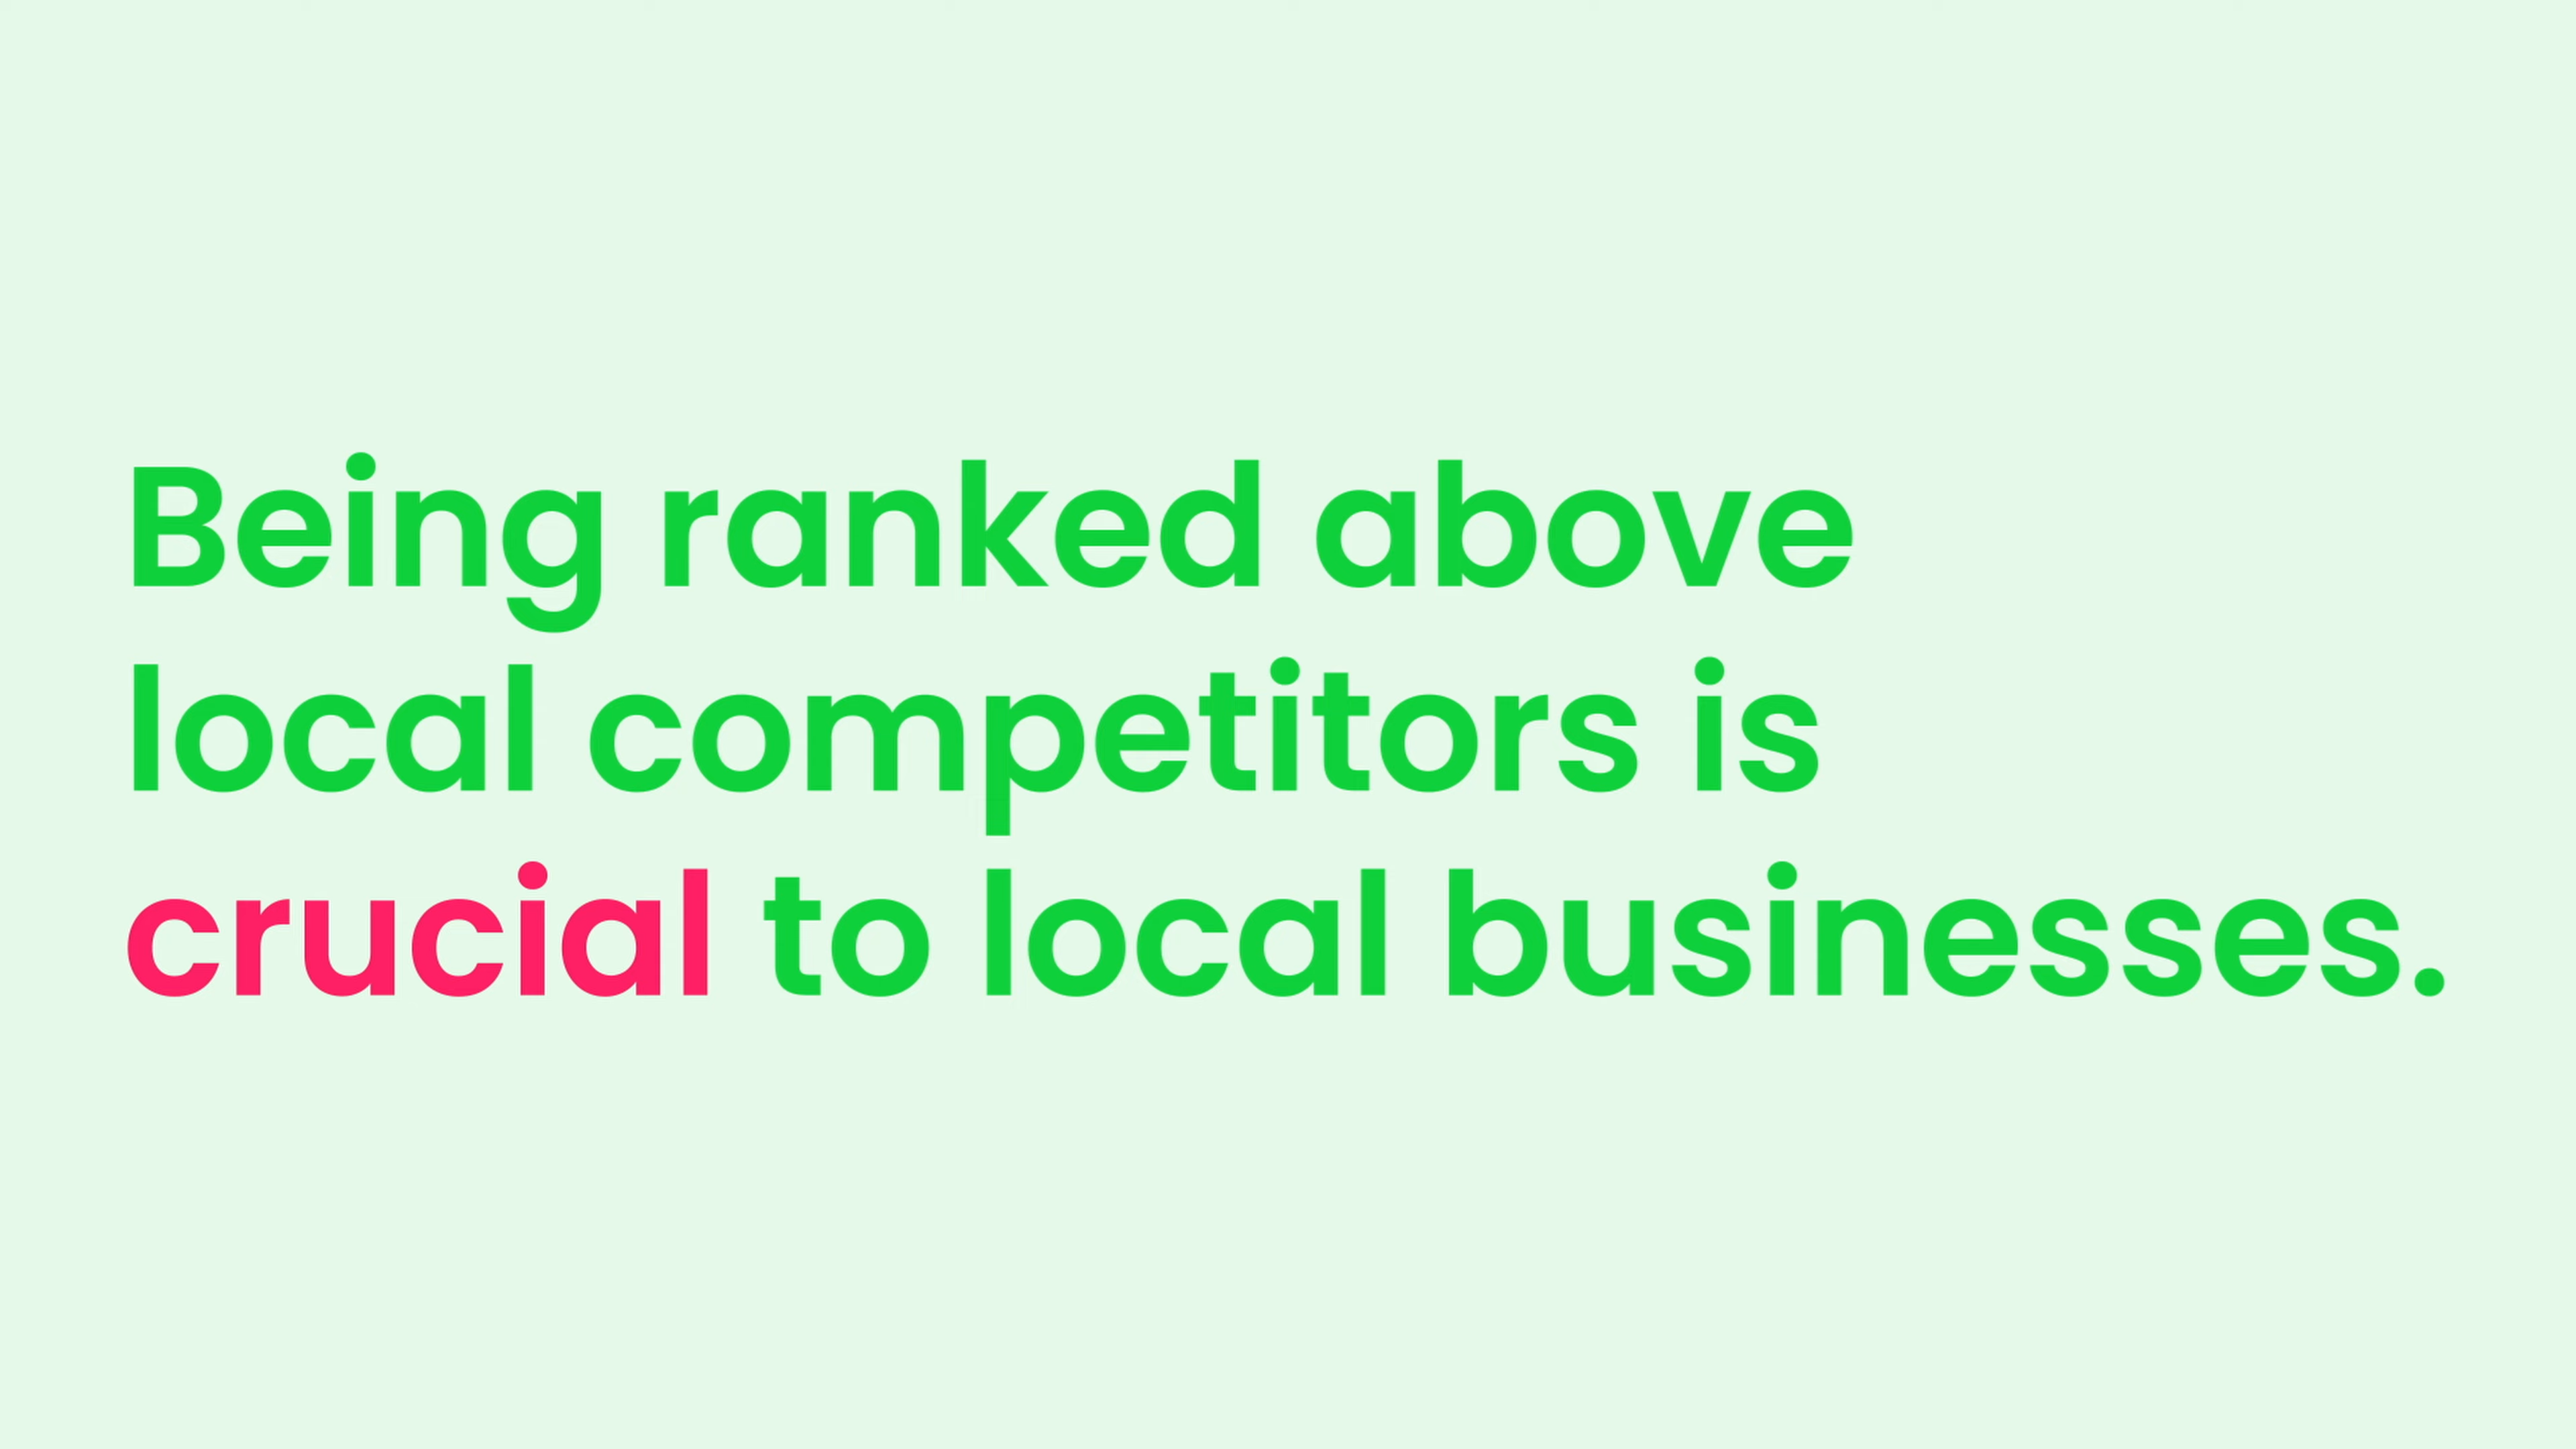 Being ranked above
local competitors is
crucial to local businesses.